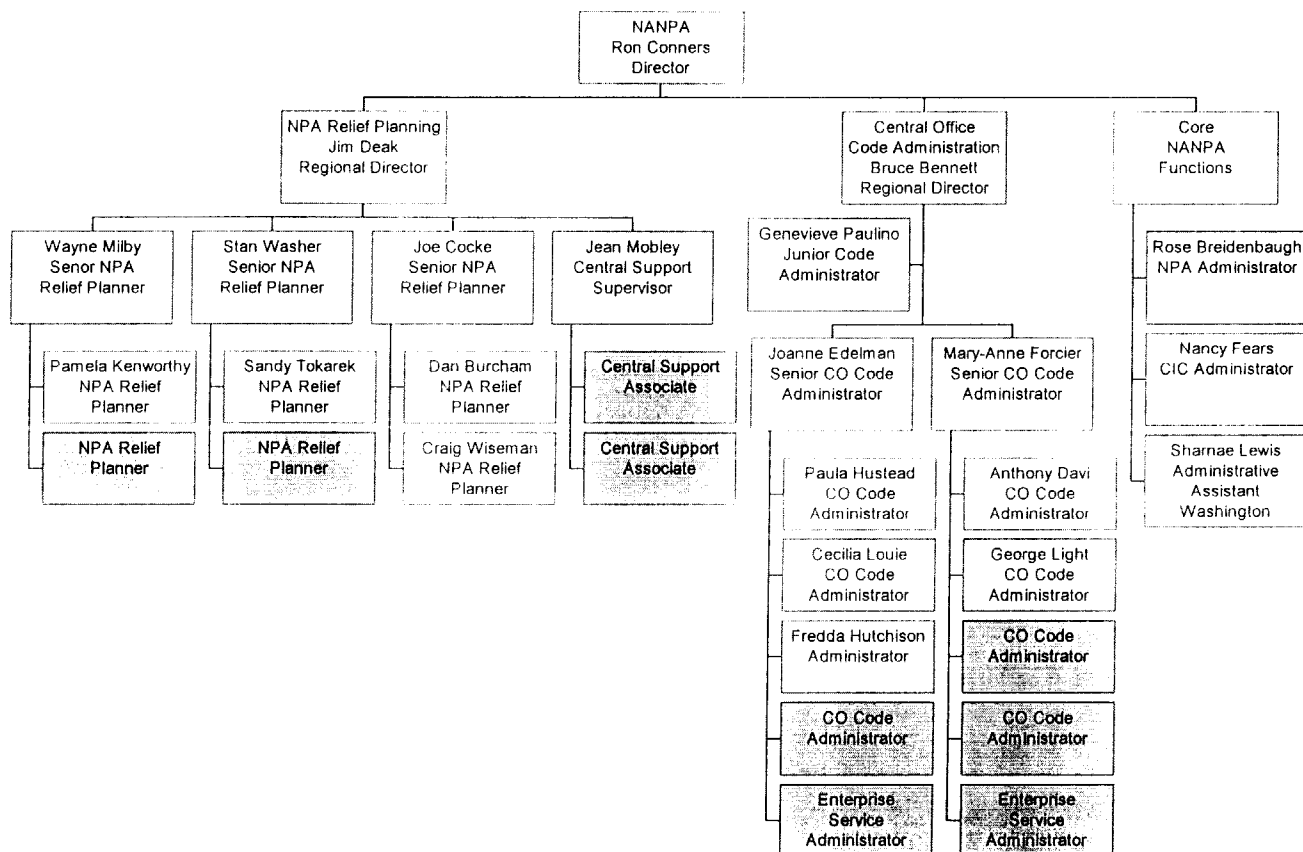 NANPA
Ron Conners
Director
NPA Relief Planning
Jim Deak
Regional Director
Central Office
Code Administration
Bruce Bennett
Regional Director
Core
NANPA
Functions
Wayne Milby
Senor NPA
Relief Planner
Stan Washer
Senior NPA
Relief Planner
Joe Cocke
Senior NPA
Relief Planner
Jean Mobley
Central Support
Supervisor
Pamela Kenworthy
NPA Relief
Planner
NPA Relief
Planner
Sandy Tokarek
NPA Relief
Planner
NPA Relief
Planner
Dan Burcham
NPA Relief
Planner
Craig Wiseman
NPA Relief
Planner
Central Support
Associate
Central Support
Associate
Genevieve Paulino
Junior Code
Administrator
Joanne Edelman
Senior CO Code
Administrator
Mary-Anne Forcier
Senior CO Code
Administrator
Paula Hustead
CO Code
Administrator
Cecilia Louie
CO Code
Administrator
Fredda Hutchison
Administrator
CO Code
Administrator
Enterprise
Service
Administrator
Anthony Davi
CO Code
Administrator
George Light
CO Code
Administrator
CO Code
Administrator
CO Code
Administrator
Enterprise
Service
Administrator
Rose Breidenbaugh
NPA Administrator
Nancy Fears
CIC Administrator
Sharnae Lewis
Administrative
Assistant
Washington